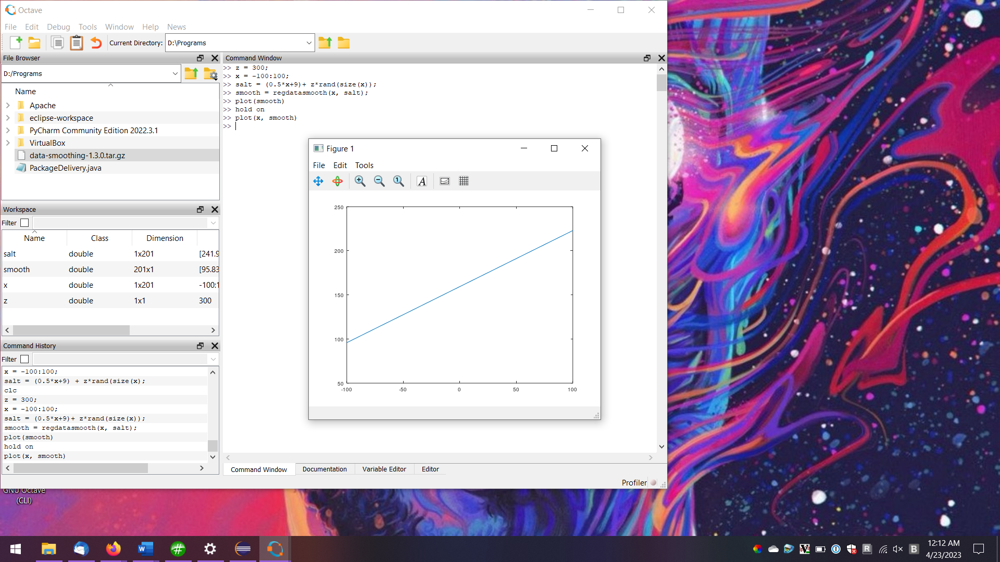 Octave
File Edit Debug Tools Window Help News
Current Directory: D:\Programs
File Browser
D:/Programs
Name
Apache
eclipse-workspace
PyCharm Community Edition 2022.3.1
VirtualBox
data-smoothing-1.3.0.tar.gz
PackageDelivery.java
Workspace
Filter
Name Class Dimension
salt double 1x201 [241.9
smooth double 201x1 [95.83
x double 1x201 -100:1
z double 1x1 300
Command History
Filter
x = -100:100;
salt = (0.5*x+9) + z*rand(size(x);
clc
z = 300;
x = -100:100;
salt = (0.5*x+9)+ z*rand(size(x));
smooth = regdatasmooth(x, salt);
plot(smooth)
hold on
plot(x, smooth)
Command Window
>> z = 300;
>> x = -100:100;
>> salt = (0.5*x+9)+ z*rand(size(x));
>> smooth = regdatasmooth(x, salt);
>> plot(smooth)
>> hold on
>> plot(x, smooth)
>>
Figure 1
File Edit Tools
1 A
250
200
150
100
50
-100 -50 0 50 100
Command Window Documentation Variable Editor Editor
Profiler
GNU Octave
(CLI)
W # R B
12:12 AM
4/23/2023